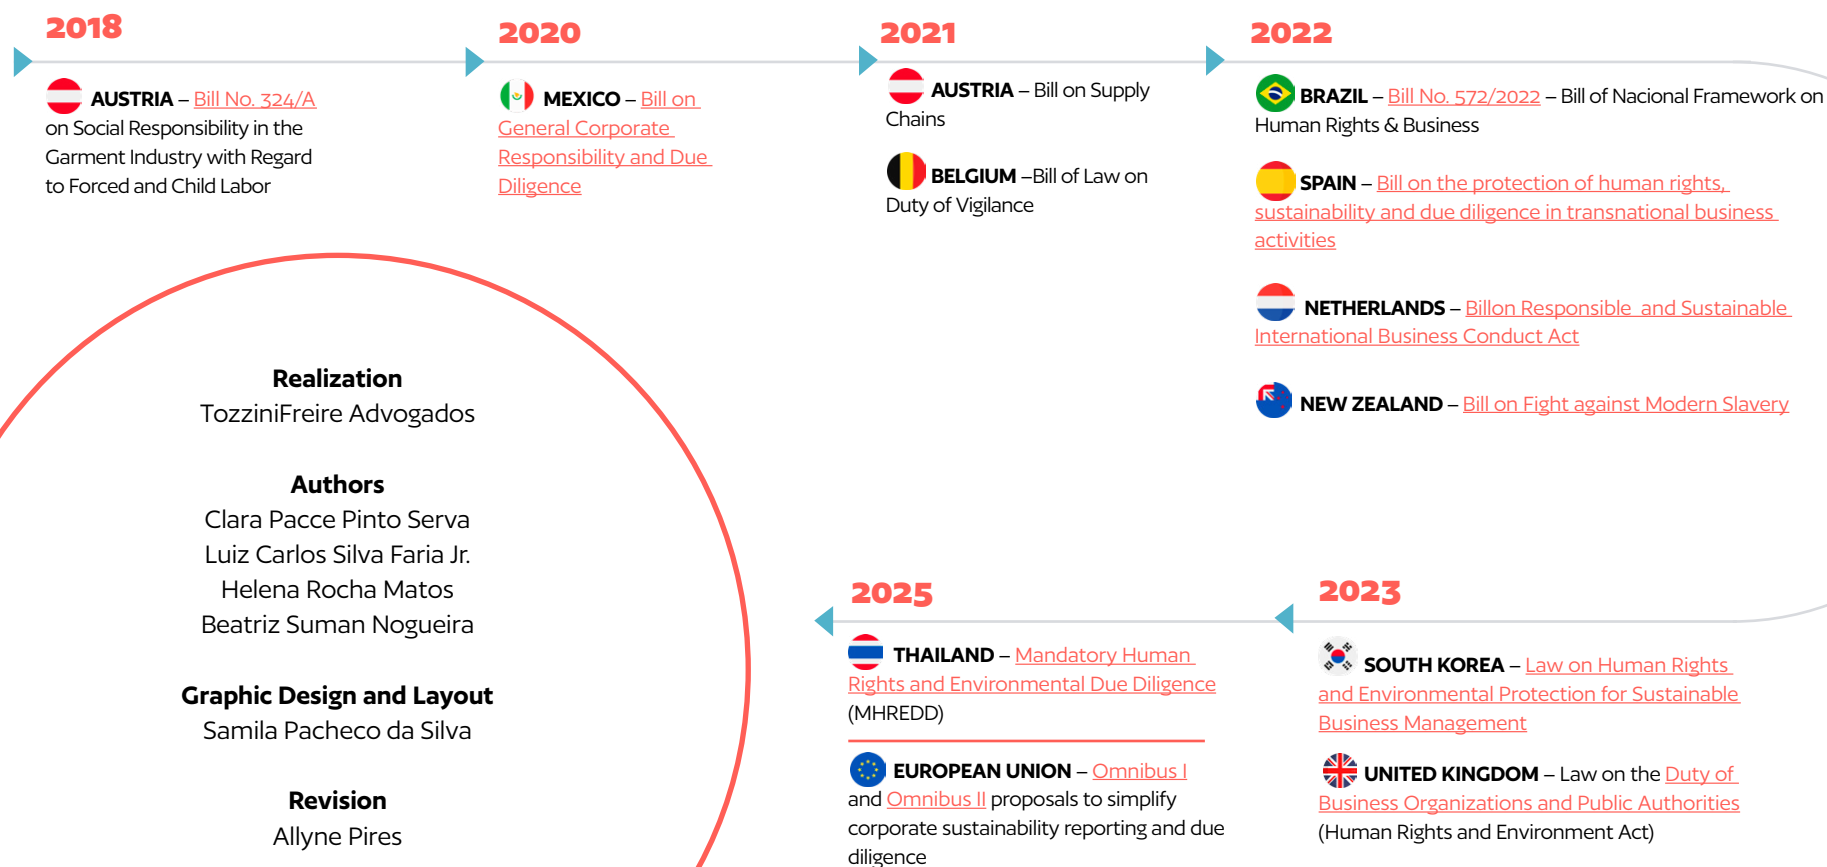 2018
AUSTRIA – Bill No. 324/A
on Social Responsibility in the
Garment Industry with Regard
to Forced and Child Labor
2020
MEXICO – Bill on
General Corporate
Responsibility and Due
Diligence
2021
AUSTRIA – Bill on Supply
Chains
BELGIUM –Bill of Law on
Duty of Vigilance
2022
BRAZIL – Bill No. 572/2022 – Bill of Nacional Framework on
Human Rights & Business
SPAIN – Bill on the protection of human rights,
sustainability and due diligence in transnational business
activities
NETHERLANDS – Billon Responsible and Sustainable
International Business Conduct Act
NEW ZEALAND – Bill on Fight against Modern Slavery
2023
SOUTH KOREA – Law on Human Rights
and Environmental Protection for Sustainable
Business Management
UNITED KINGDOM – Law on the Duty of
Business Organizations and Public Authorities
(Human Rights and Environment Act)
2025
THAILAND – Mandatory Human
Rights and Environmental Due Diligence
(MHREDD)
EUROPEAN UNION – Omnibus I
and Omnibus II proposals to simplify
corporate sustainability reporting and due
diligence
Realization
TozziniFreire Advogados
Authors
Clara Pacce Pinto Serva
Luiz Carlos Silva Faria Jr.
Helena Rocha Matos
Beatriz Suman Nogueira
Graphic Design and Layout
Samila Pacheco da Silva
Revision
Allyne Pires